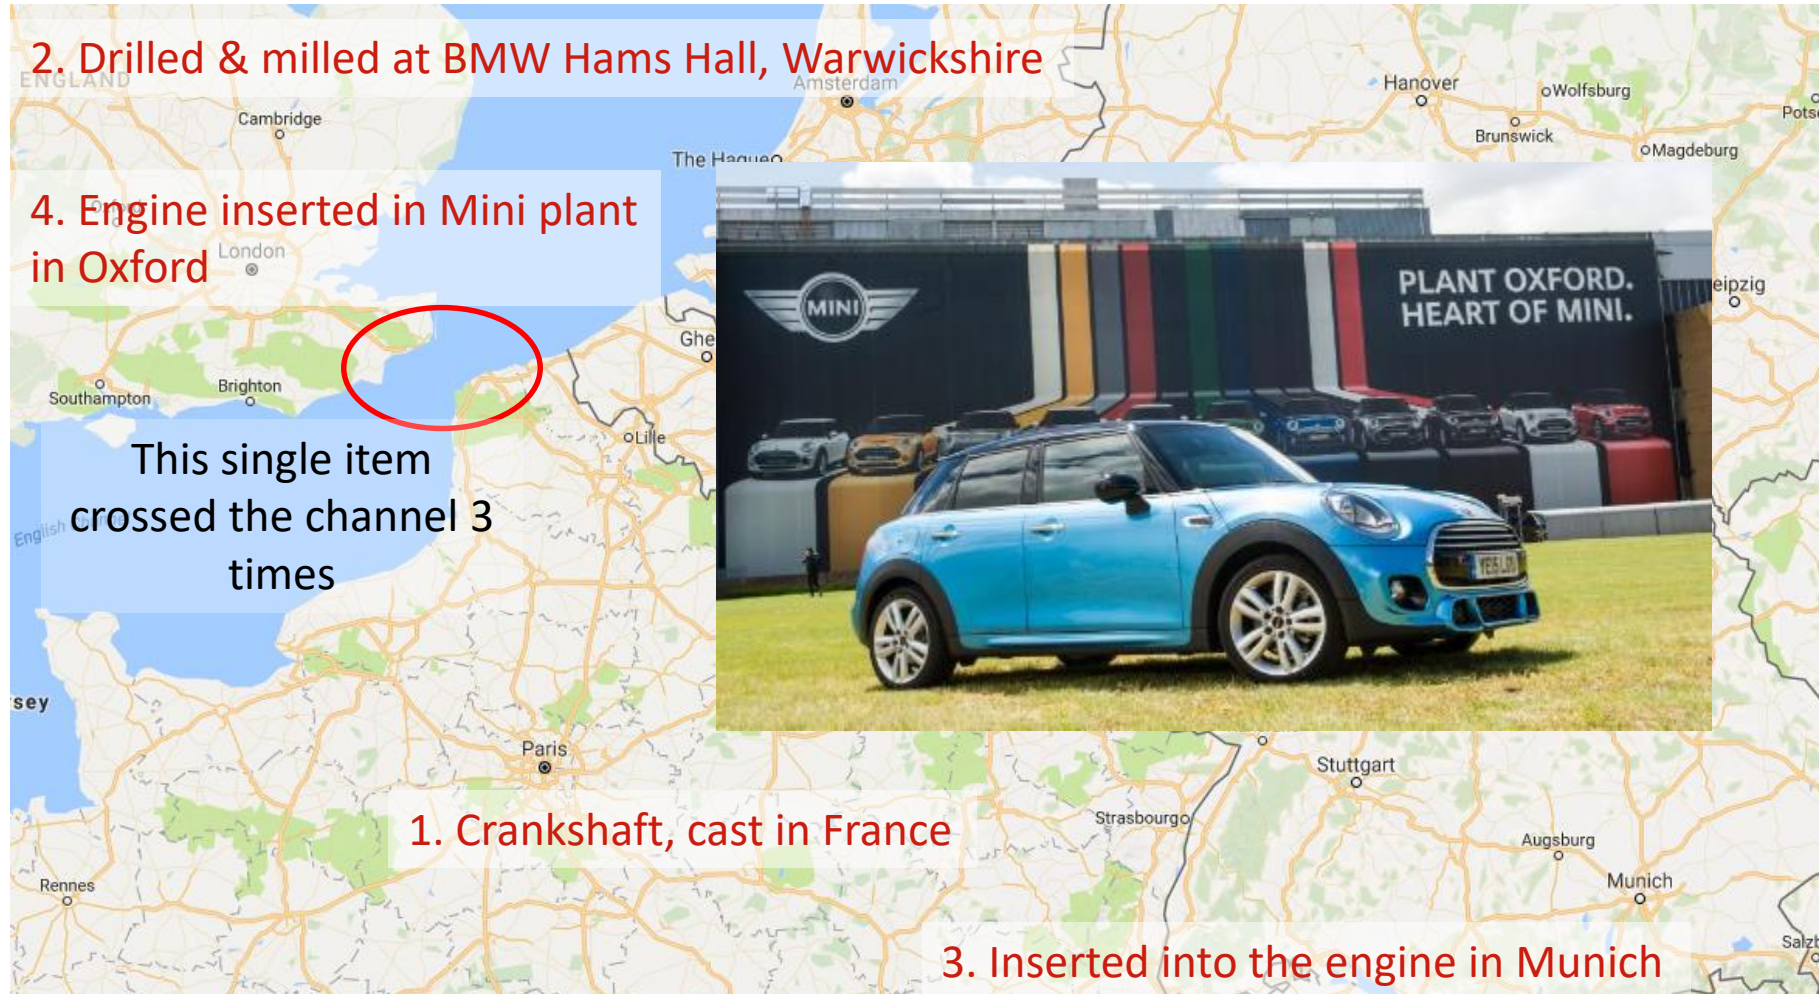 2. Drilled & milled at BMW Hams Hall, Warwickshire
ENGLAND
Amsterdam
Hanover
Wolfsburg
Cambridge
Brunswick
Magdeburg
The Hague
4. Engine inserted in Mini plant
in Oxford
London
MINI
PLANT OXFORD.
HEART OF MINI.
Southampton
Brighton
Lille
This single item
crossed the channel 3
times
English
Paris
Stuttgart
1. Crankshaft, cast in France
Strasbourg
Augsburg
Rennes
Munich
3. Inserted into the engine in Munich